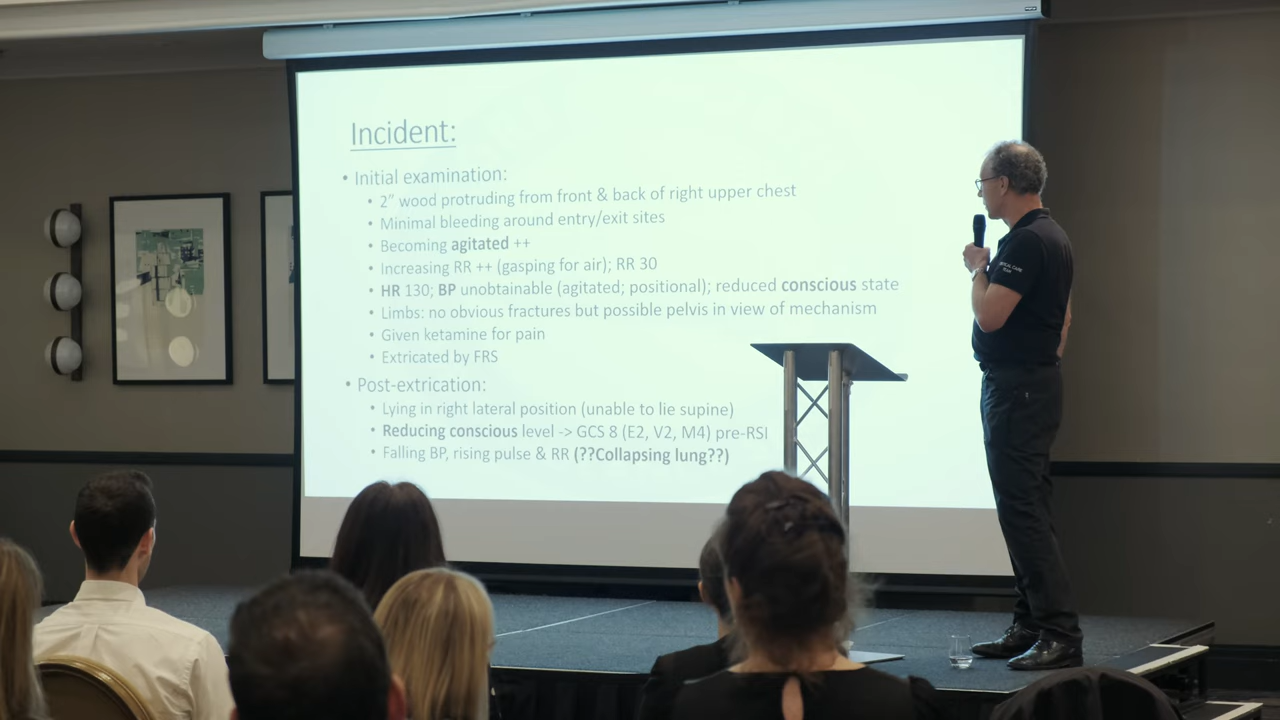 Incident:
• Initial examination:
• 2" wood protruding from front & back of right upper chest
• Minimal bleeding around entry/exit sites
• Becoming agitated ++
• Increasing RR ++ (gasping for air); RR 30
• HR 130; BP unobtainable (agitated; positional); reduced conscious state
• Limbs: no obvious fractures but possible pelvis in view of mechanism
• Given ketamine for pain
• Extricated by FRS
• Post-extrication:
• Lying in right lateral position (unable to lie supine)
• Reducing conscious level -> GCS 8 (E2, V2, M4) pre-RSI
• Falling BP, rising pulse & RR (??Collapsing lung??)
CARE
TEAM